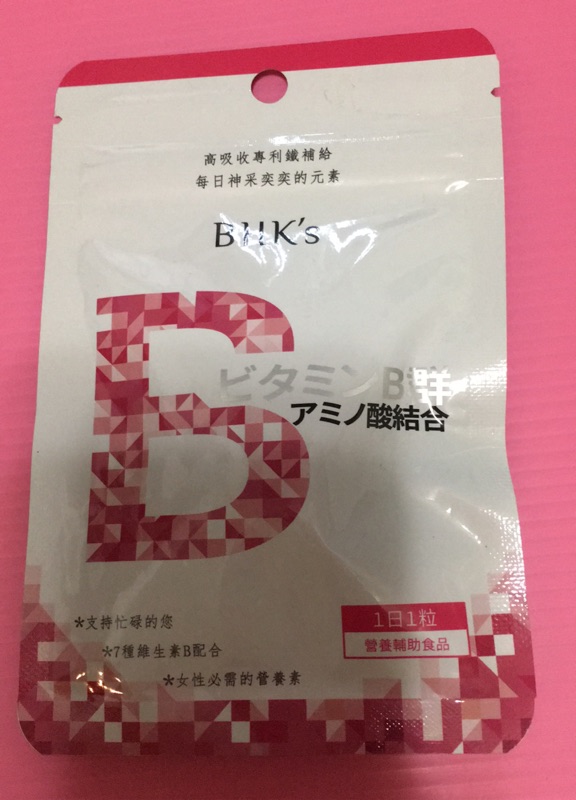 高吸收專利鐵補給
每日神采奕奕的元素
BHK's
B
ビタミンB群
アミノ酸結合
*支持忙碌的您
*7種維生素B配合
*女性必需的營養素
1日1粒
營養輔助食品